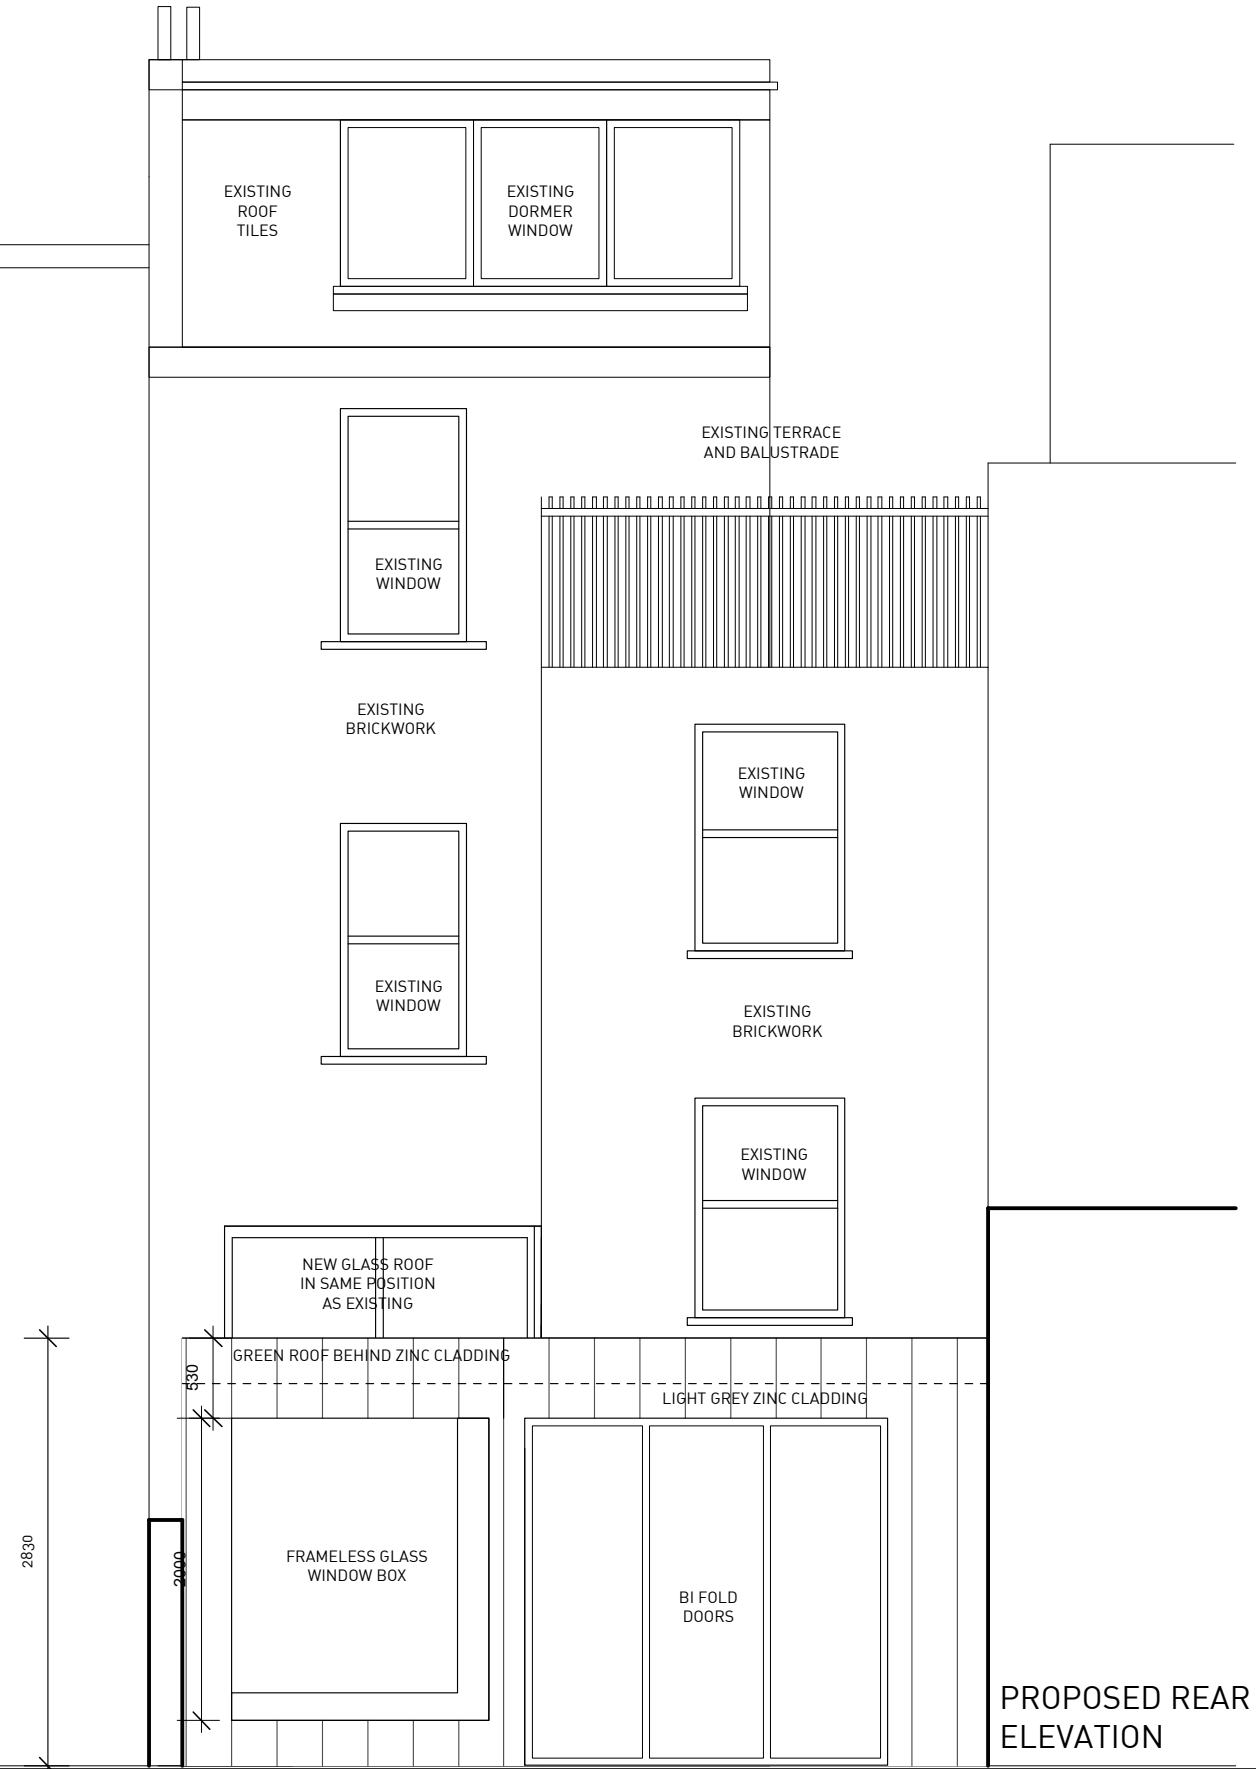 EXISTING
ROOF
TILES
EXISTING
DORMER
WINDOW
EXISTING TERRACE
AND BALUSTRADE
EXISTING
WINDOW
EXISTING
BRICKWORK
EXISTING
WINDOW
EXISTING
WINDOW
EXISTING
BRICKWORK
EXISTING
WINDOW
NEW GLASS ROOF
IN SAME POSITION
AS EXISTING
GREEN ROOF BEHIND ZINC CLADDING
530
LIGHT GREY ZINC CLADDING
2830
2000
FRAMELESS GLASS
WINDOW BOX
BI FOLD
DOORS
PROPOSED REAR
ELEVATION